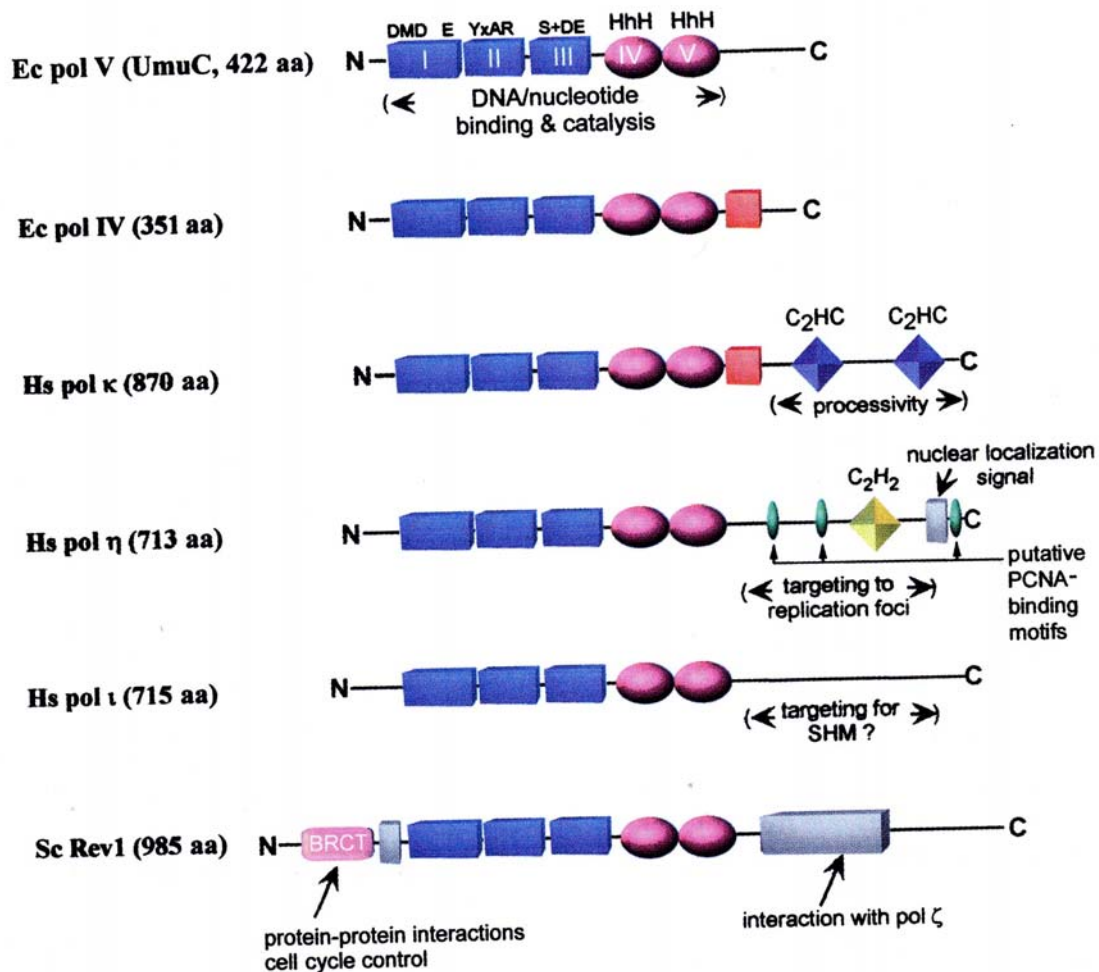 DMD E YxAR S+DE HhH HhH
Ec pol V (UmuC, 422 aa) N I II III IV V C
DNA/nucleotide
binding & catalysis
Ec pol IV (351 aa) N C
C₂HC C₂HC
Hs pol κ (870 aa) N C
processivity
nuclear localization
signal
C₂H₂
Hs pol η (713 aa) N C
putative
PCNA-
binding
motifs
targeting to
replication foci
Hs pol ι (715 aa) N C
targeting for
SHM ?
Sc Rev1 (985 aa) N BRCT C
protein-protein interactions
cell cycle control
interaction with pol ζ